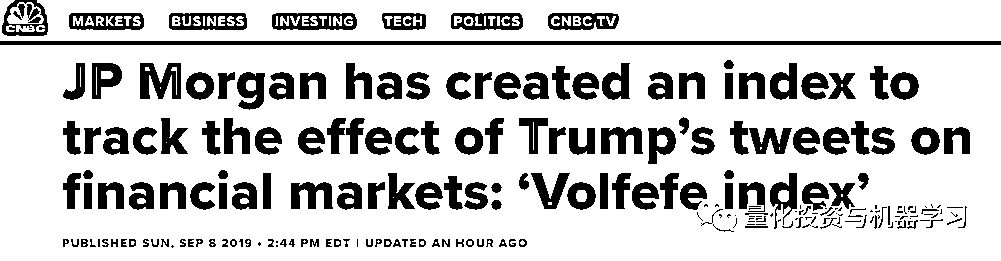 CNBC
MARKETS BUSINESS INVESTING TECH POLITICS CNBC TV
JP Morgan has created an index to
track the effect of Trump’s tweets on
financial markets: ‘Volfefe index’
量化投资与机器学习
PUBLISHED SUN, SEP 8 2019 • 2:44 PM EDT | UPDATED AN HOUR AGO